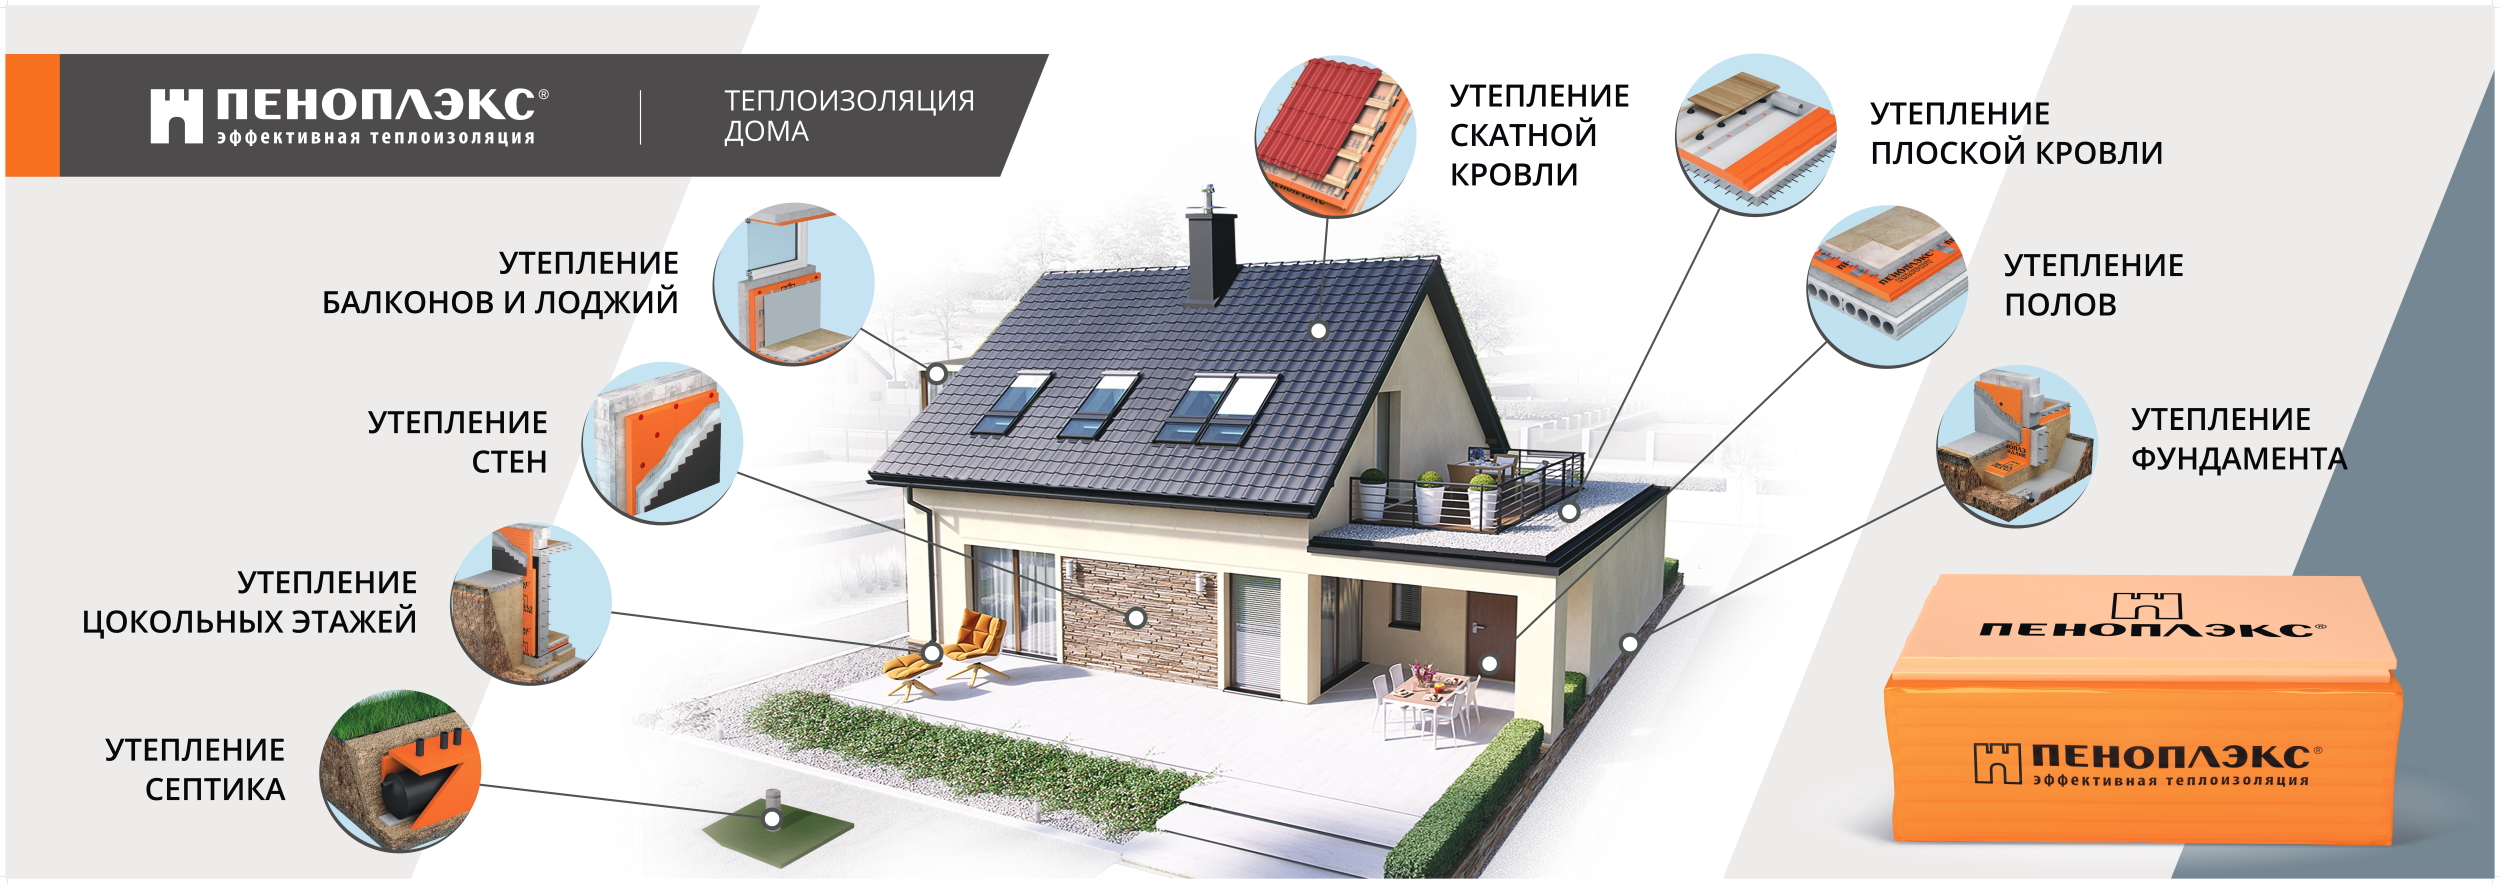 ПЕНОПЛЭКС®
эффективная теплоизоляция
ТЕПЛОИЗОЛЯЦИЯ
ДОМА
УТЕПЛЕНИЕ
БАЛКОНОВ И ЛОДЖИЙ
УТЕПЛЕНИЕ
СТЕН
УТЕПЛЕНИЕ
ЦОКОЛЬНЫХ ЭТАЖЕЙ
УТЕПЛЕНИЕ
СЕПТИКА
УТЕПЛЕНИЕ
СКАТНОЙ
КРОВЛИ
УТЕПЛЕНИЕ
ПЛОСКОЙ КРОВЛИ
УТЕПЛЕНИЕ
ПОЛОВ
ПЕНОПЛЭКС
УТЕПЛЕНИЕ
ФУНДАМЕНТА
ПЕНОПЛЭКС®
ПЕНОПЛЭКС®
эффективная теплоизоляция